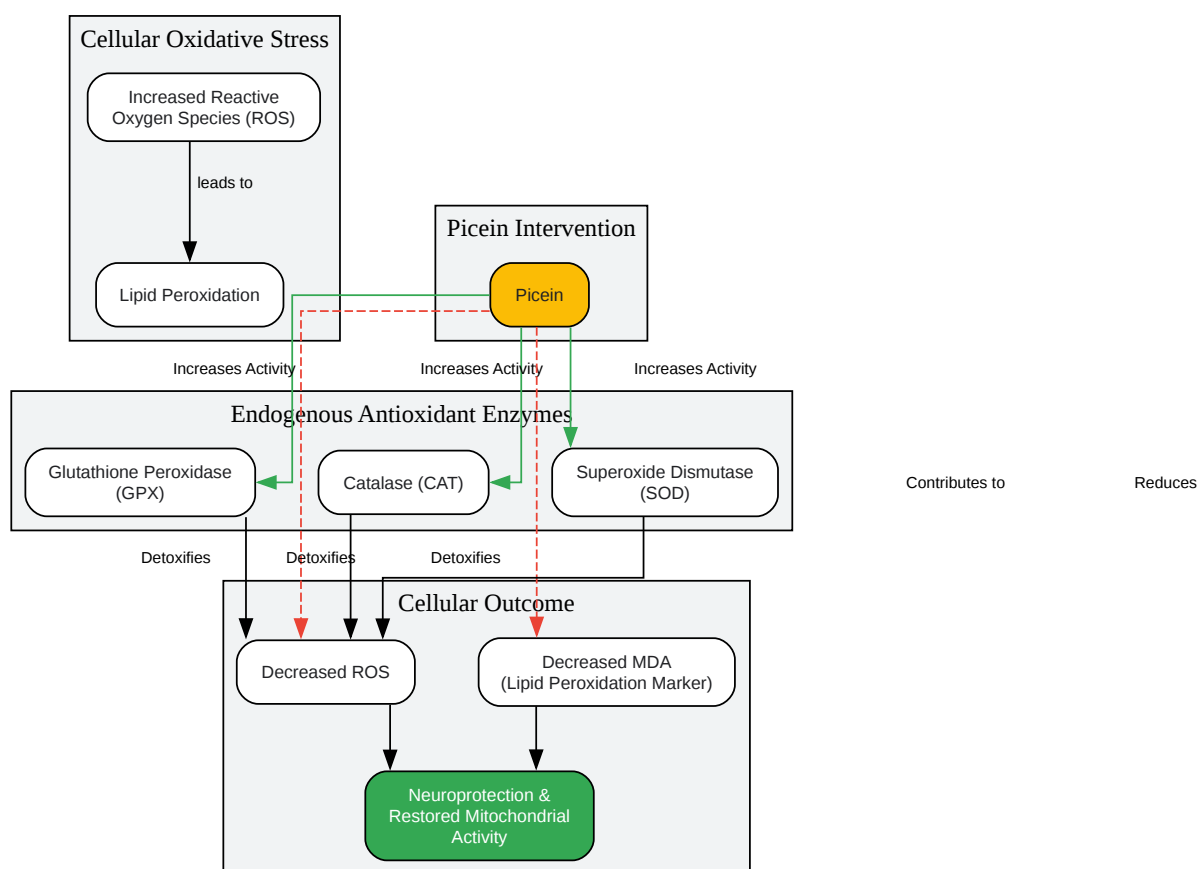 Cellular Oxidative Stress
Increased Reactive
Oxygen Species (ROS)
leads to
Lipid Peroxidation
Picein Intervention
Picein
Increases Activity
Increases Activity
Increases Activity
Endogenous Antioxidant Enzymes
Glutathione Peroxidase
(GPX)
Catalase (CAT)
Superoxide Dismutase
(SOD)
Contributes to
Reduces
Detoxifies
Detoxifies
Detoxifies
Cellular Outcome
Decreased ROS
Decreased MDA
(Lipid Peroxidation Marker)
Neuroprotection &
Restored Mitochondrial
Activity